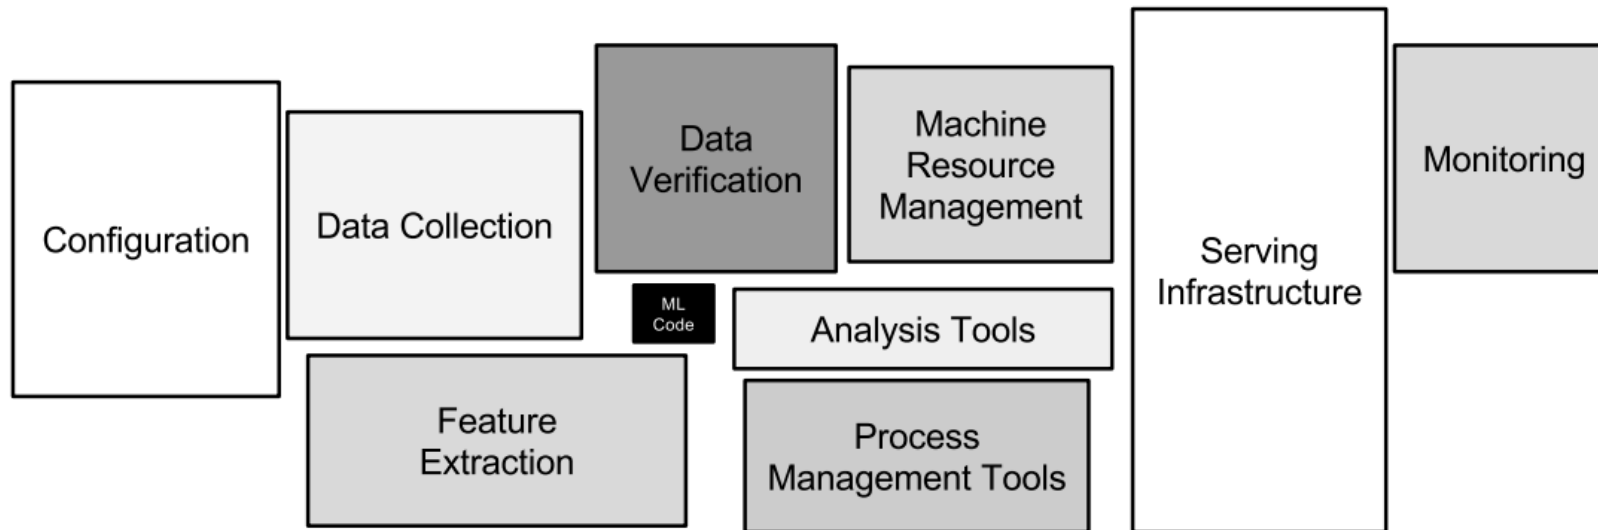 Configuration
Data Collection
Feature
Extraction
Data
Verification
ML
Code
Machine
Resource
Management
Analysis Tools
Process
Management Tools
Serving
Infrastructure
Monitoring